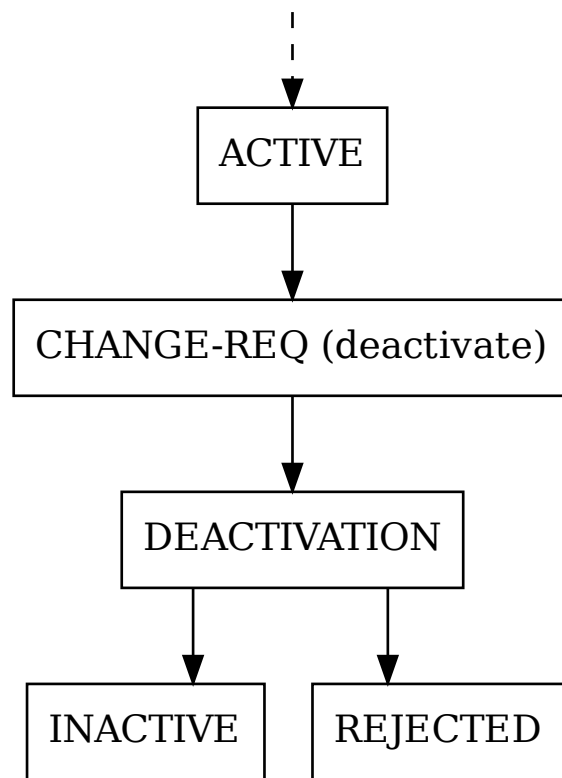 ACTIVE
CHANGE-REQ (deactivate)
DEACTIVATION
INACTIVE
REJECTED